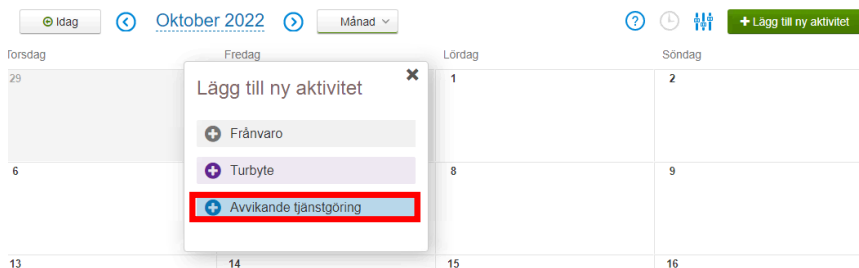 Idag
Oktober 2022
Månad
+ Lägg till ny aktivitet
Torsdag Fredag Lördag Söndag
29 1 2
Lägg till ny aktivitet
Frånvaro
Turbyte
Avvikande tjänstgöring
6 8 9
13 14 15 16